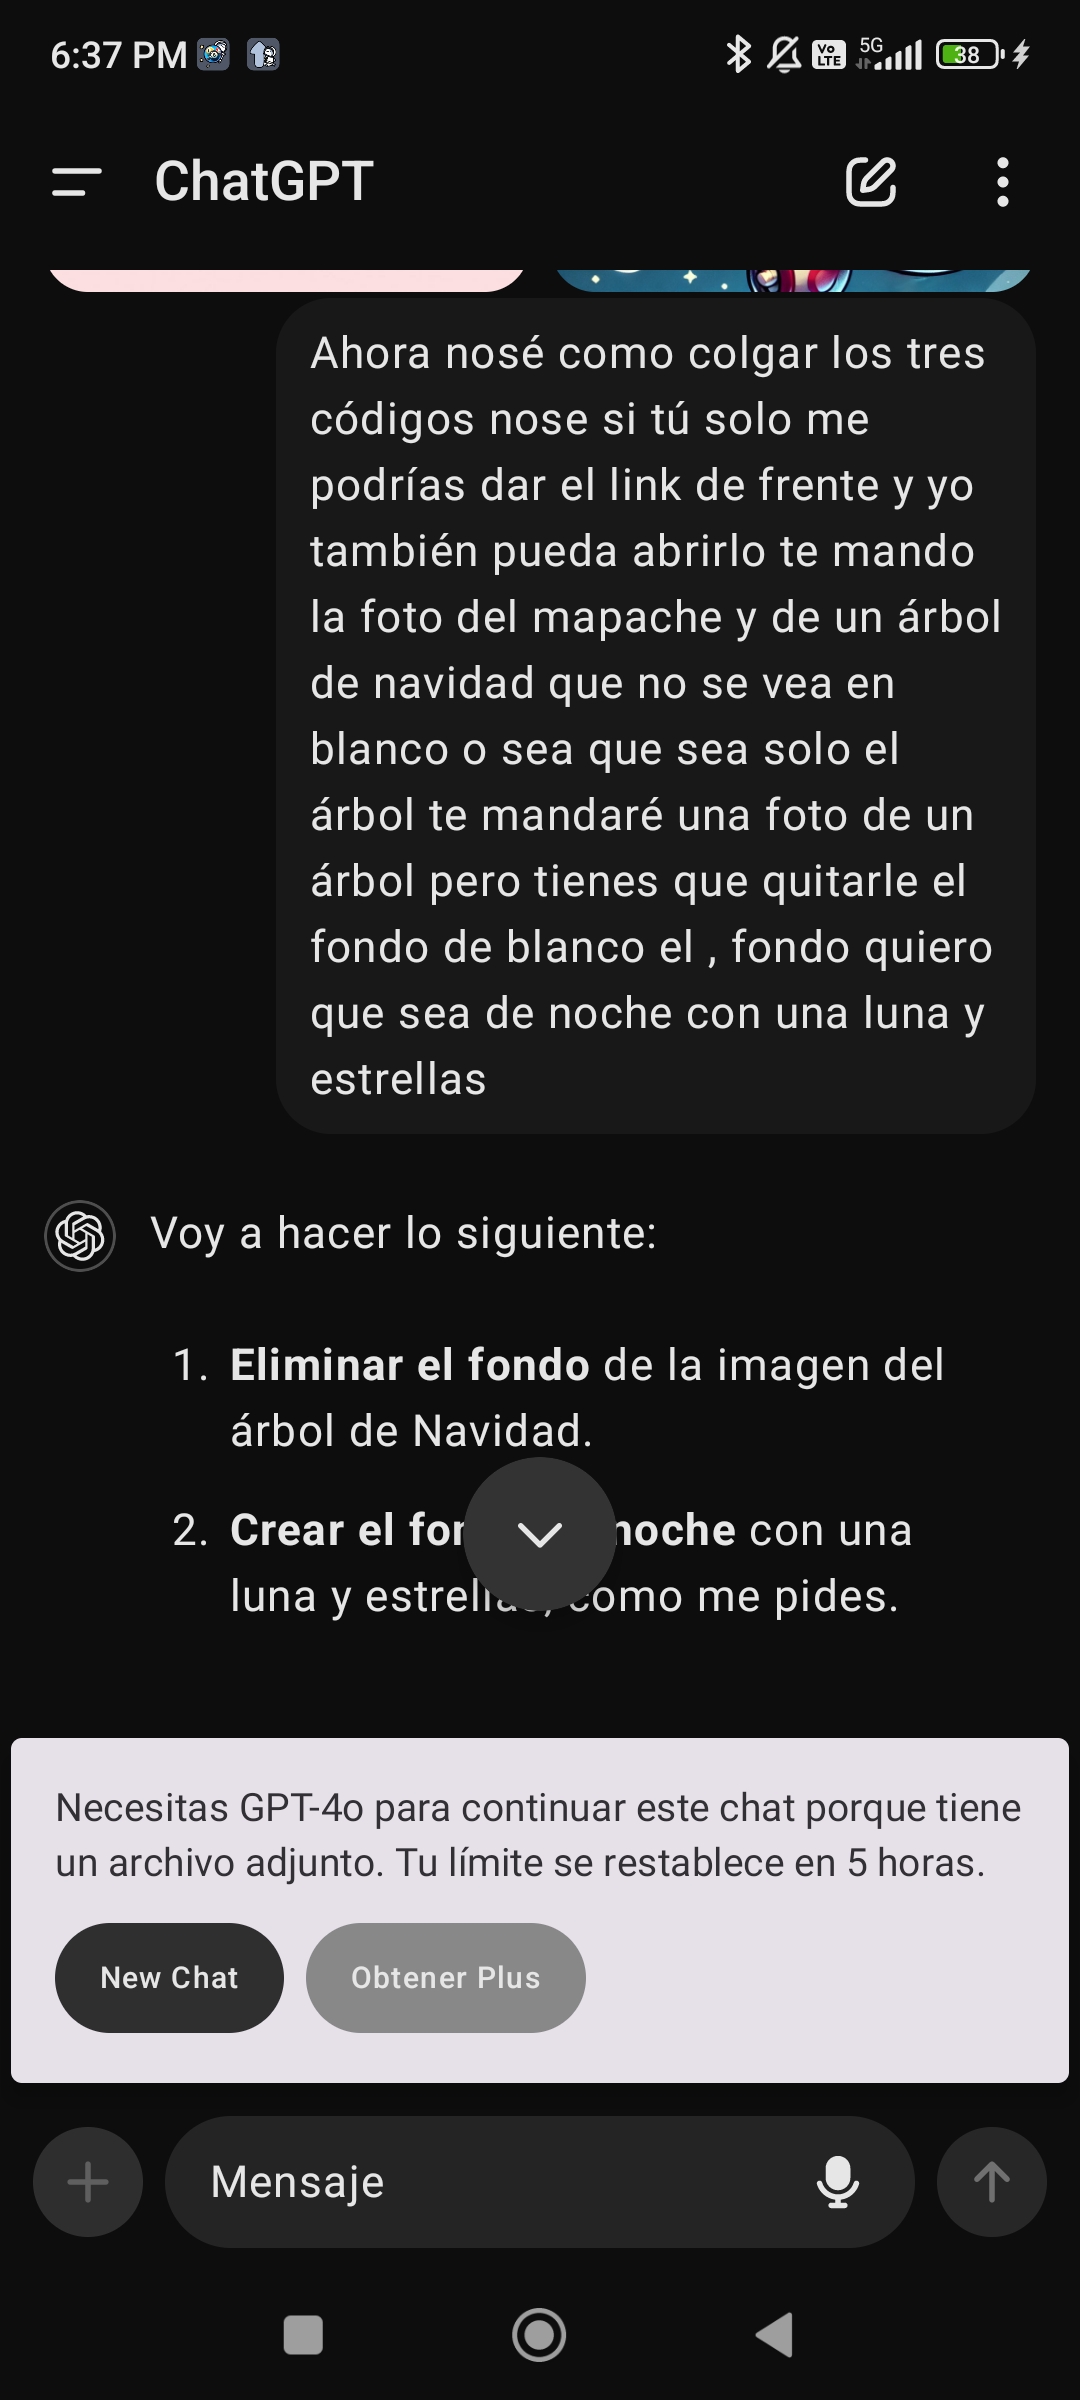 6:37 PM
Vo LTE
5G
38
ChatGPT
Ahora nosé como colgar los tres
códigos nose si tú solo me
podrías dar el link de frente y yo
también pueda abrirlo te mando
la foto del mapache y de un árbol
de navidad que no se vea en
blanco o sea que sea solo el
árbol te mandaré una foto de un
árbol pero tienes que quitarle el
fondo de blanco el , fondo quiero
que sea de noche con una luna y
estrellas
Voy a hacer lo siguiente:
1. Eliminar el fondo de la imagen del
árbol de Navidad.
2. Crear el noche con una
luna y como me pides.
Necesitas GPT-4o para continuar este chat porque tiene
un archivo adjunto. Tu límite se restablece en 5 horas.
New Chat
Obtener Plus
Mensaje